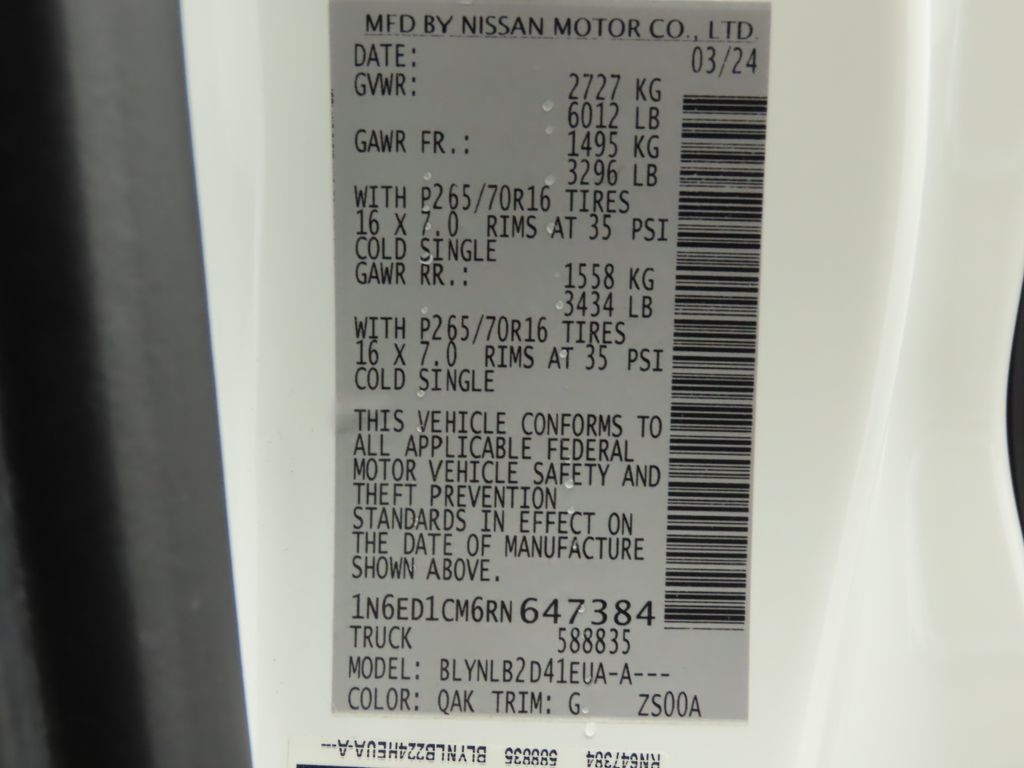 MFD BY NISSAN MOTOR CO., LTD.
DATE: 03/24
GVWR: 2727 KG
6012 LB
GAWR FR.: 1495 KG
3296 LB
WITH P265/70R16 TIRES
16 X 7.0 RIMS AT 35 PSI
COLD SINGLE
GAWR RR.: 1558 KG
3434 LB
WITH P265/70R16 TIRES
16 X 7.0 RIMS AT 35 PSI
COLD SINGLE
THIS VEHICLE CONFORMS TO
ALL APPLICABLE FEDERAL
MOTOR VEHICLE SAFETY AND
THEFT PREVENTION
STANDARDS IN EFFECT ON
THE DATE OF MANUFACTURE
SHOWN ABOVE.
1N6ED1CM6RN647384
TRUCK 588835
MODEL: BLYNLB2D41EUA-A---
COLOR: QAK TRIM: G ZS00A
RN647384 588835 BLYNLB224HEUA-A---